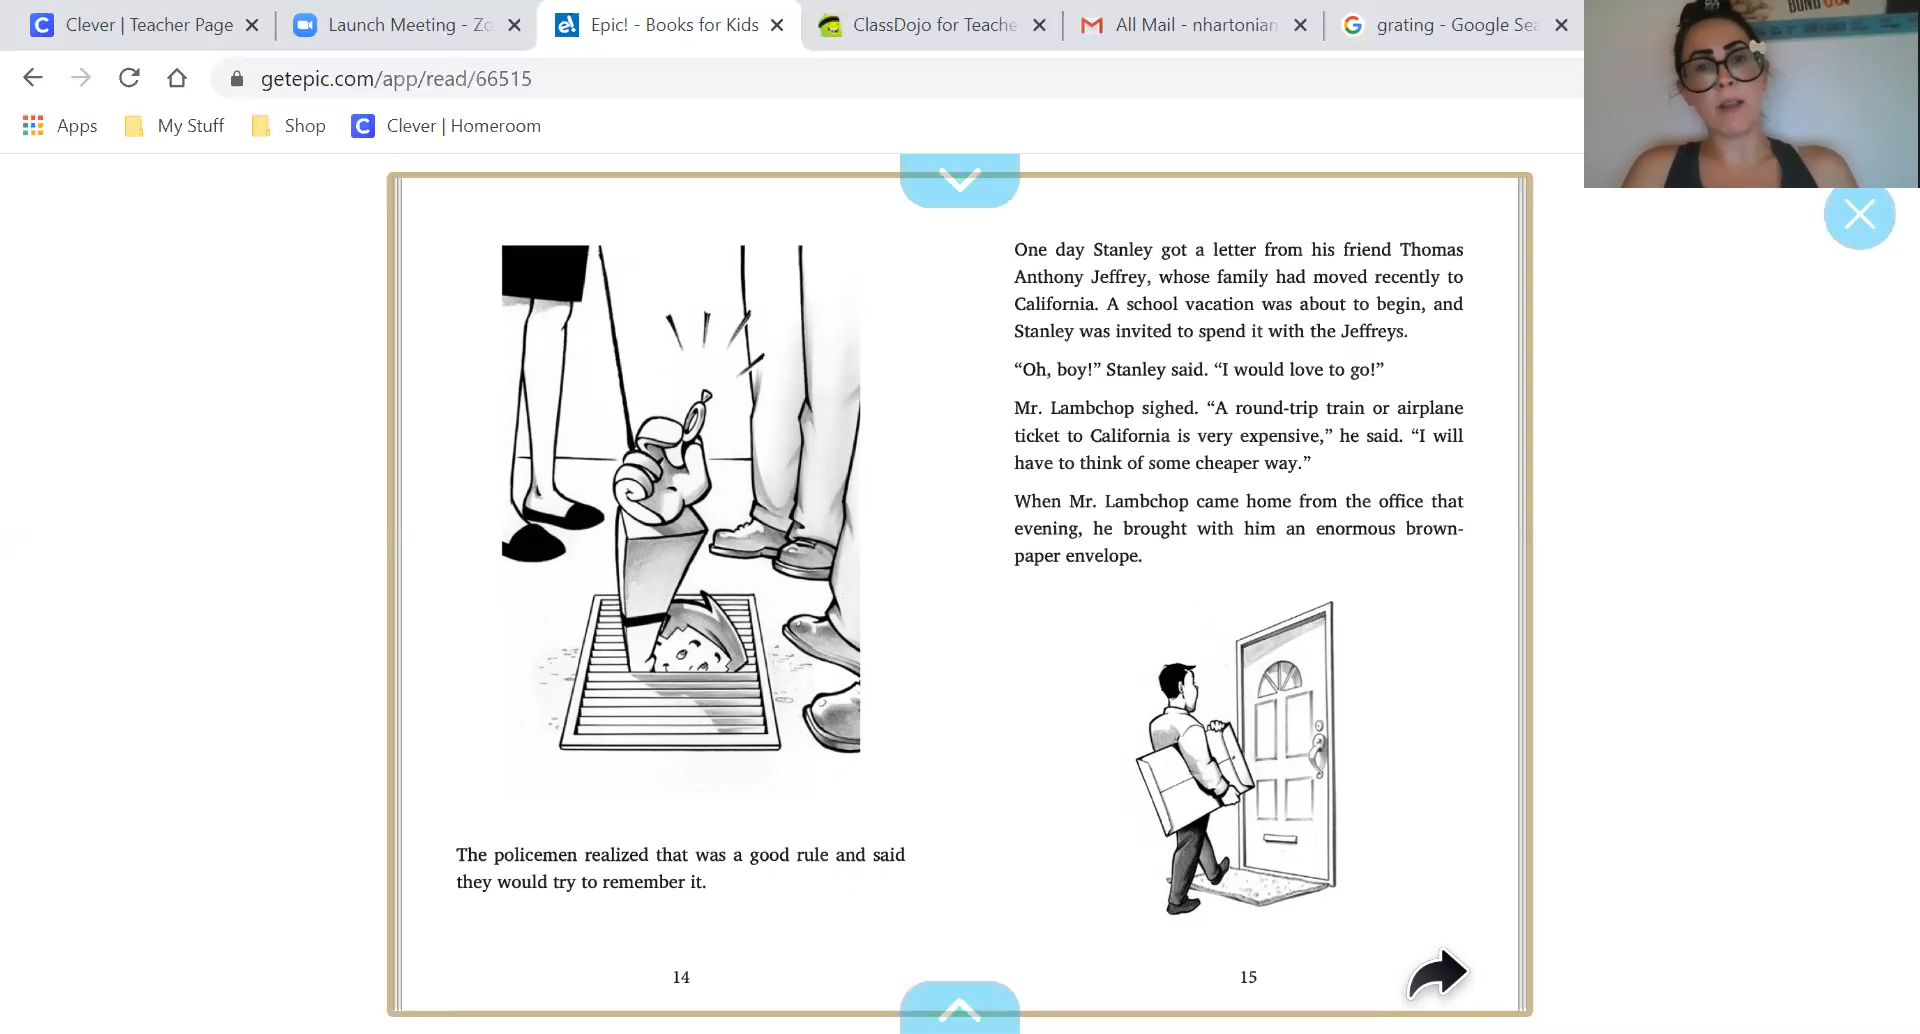 Clever | Teacher Page
Launch Meeting - Zo
Epic! - Books for Kids
ClassDojo for Teache
All Mail - nhartonian
grating - Google Sea
getepic.com/app/read/66515
Apps
My Stuff
Shop
Clever | Homeroom
The policemen realized that was a good rule and said
they would try to remember it.
14
One day Stanley got a letter from his friend Thomas
Anthony Jeffrey, whose family had moved recently to
California. A school vacation was about to begin, and
Stanley was invited to spend it with the Jeffreys.
“Oh, boy!” Stanley said. “I would love to go!”
Mr. Lambchop sighed. “A round-trip train or airplane
ticket to California is very expensive,” he said. “I will
have to think of some cheaper way.”
When Mr. Lambchop came home from the office that
evening, he brought with him an enormous brown-
paper envelope.
15